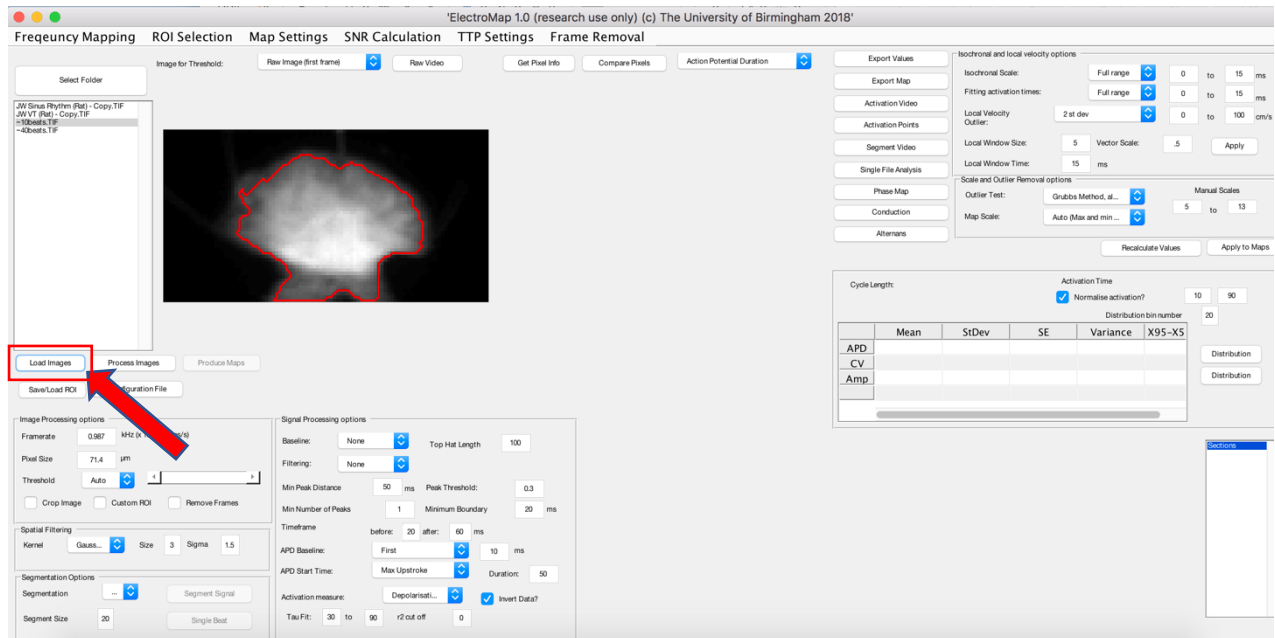 'ElectroMap 1.0 (research use only) (c) The University of Birmingham 2018'
Freqeuncy Mapping ROI Selection Map Settings SNR Calculation TTP Settings Frame Removal
Select Folder
Image for Threshold: Raw Image (first frame) Raw Video Get Pixel Info Compare Pixels Action Potential Duration
JW Sinus Rhythm (Rat) - Copy.TIF
JW VT (Rat) - Copy.TIF
~10beats.TIF
~40beats.TIF
Load Images Process Images Produce Maps
Save/Load ROI
Image Processing options
Framerate 0.987 kHz
Pixel Size 71.4 µm
Threshold Auto
Crop Image Custom ROI Remove Frames
Spatial Filtering
Kernel Gauss... Size 3 Sigma 1.5
Segmentation Options
Segmentation ... Segment Signal
Segment Size 20 Single Beat
Signal Processing options
Baseline: None Top Hat Length 100
Filtering: None
Min Peak Distance 50 ms Peak Threshold: 0.3
Min Number of Peaks 1 Minimum Boundary 20 ms
Timeframe before: 20 after: 60 ms
APD Baseline: First 10 ms
APD Start Time: Max Upstroke Duration: 50
Activation measure: Depolarisati... Invert Data?
Tau Fit: 30 to 90 r2 cut off 0
Export Values
Export Map
Activation Video
Activation Points
Segment Video
Single File Analysis
Phase Map
Conduction
Alternans
Isochronal and local velocity options
Isochronal Scale: Full range 0 to 15 ms
Fitting activation times: Full range 0 to 15 ms
Local Velocity
Outlier: 2 st dev 0 to 100 cm/s
Local Window Size: 5 Vector Scale: .5 Apply
Local Window Time: 15 ms
Scale and Outlier Removal options
Outlier Test: Grubbs Method, al... Manual Scales
5 to 13
Map Scale: Auto (Max and min ...
Recalculate Values Apply to Maps
Cycle Length: Activation Time
Normalise activation? 10 90
Distribution bin number 20
Mean StDev SE Variance X95-X5
APD
CV
Amp
Distribution
Distribution
Sections